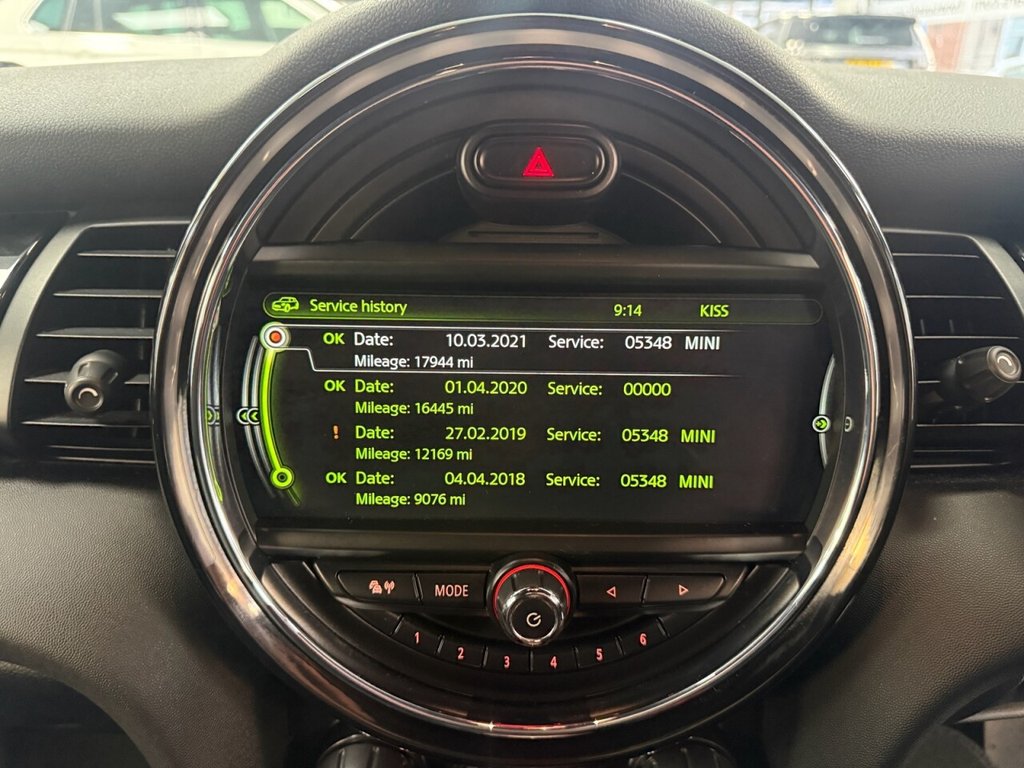 Service history 9:14 KISS
OK Date: 10.03.2021 Service: 05348 MINI
Mileage: 17944 mi
OK Date: 01.04.2020 Service: 00000
Mileage: 16445 mi
! Date: 27.02.2019 Service: 05348 MINI
Mileage: 12169 mi
OK Date: 04.04.2018 Service: 05348 MINI
Mileage: 9076 mi
MODE
1 2 3 4 5 6